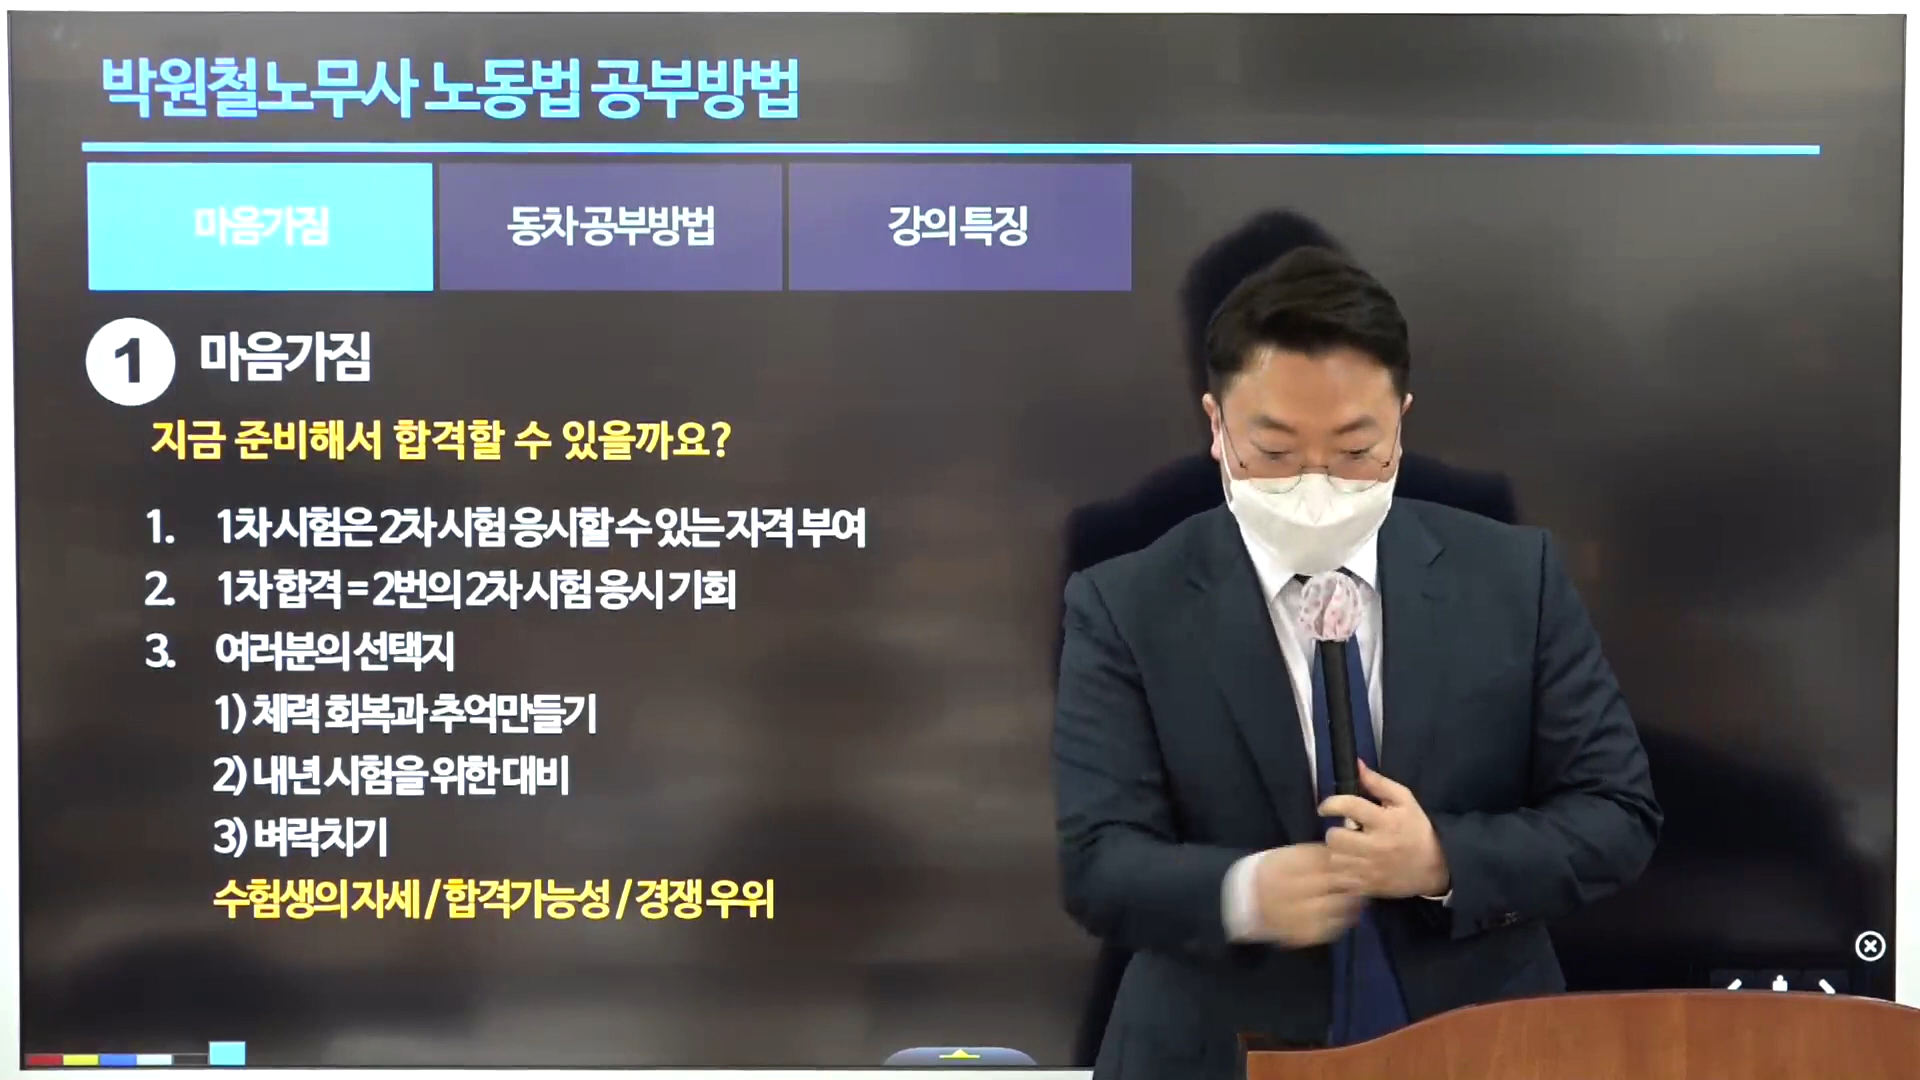 박원철노무사 노동법 공부방법
마음가짐
동차 공부방법
강의 특징
1 마음가짐
지금 준비해서 합격할 수 있을까요?
1. 1차 시험은 2차 시험 응시할 수 있는 자격 부여
2. 1차 합격 = 2번의 2차 시험 응시 기회
3. 여러분의 선택지
1) 체력 회복과 추억만들기
2) 내년 시험을 위한 대비
3) 벼락치기
수험생의 자세 / 합격가능성 / 경쟁 우위